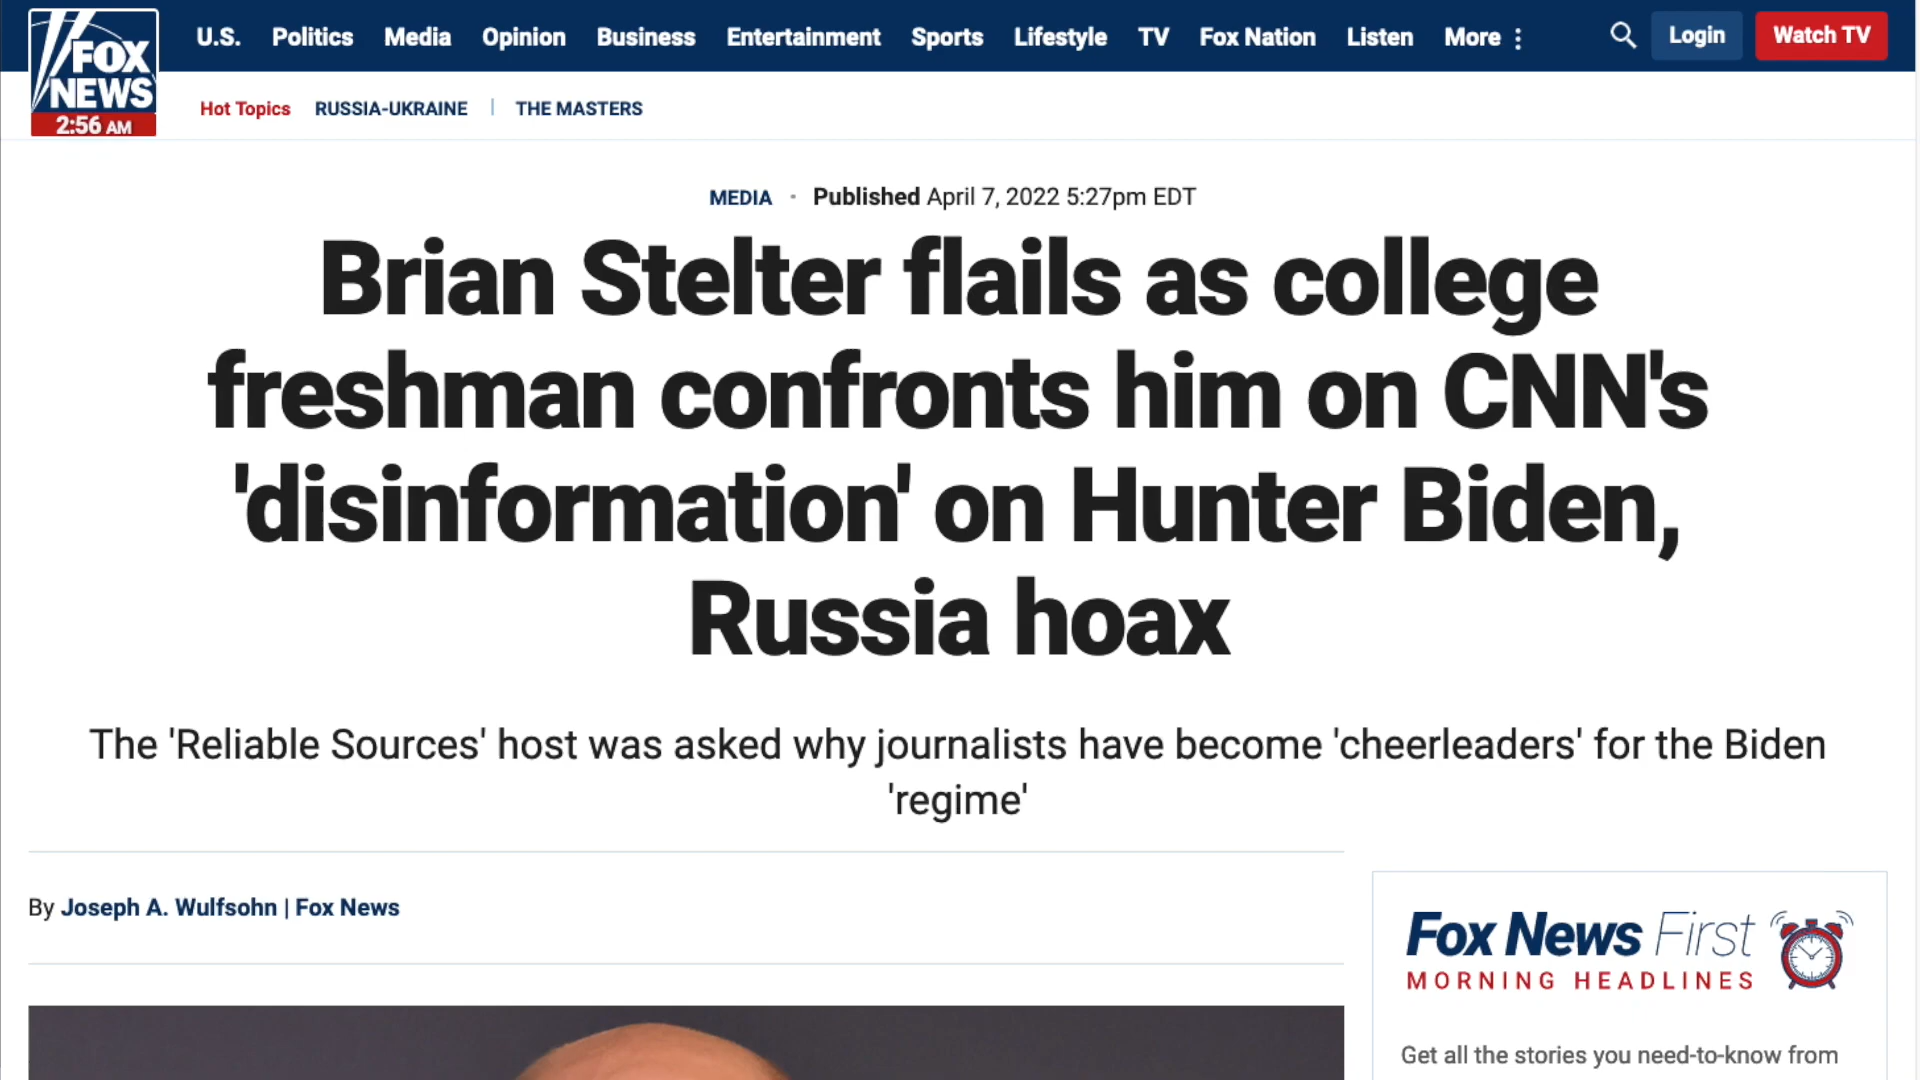 FOX
NEWS
2:56 AM
U.S. Politics Media Opinion Business Entertainment Sports Lifestyle TV Fox Nation Listen More Login Watch TV
Hot Topics RUSSIA-UKRAINE | THE MASTERS
MEDIA · Published April 7, 2022 5:27pm EDT
Brian Stelter flails as college
freshman confronts him on CNN's
'disinformation' on Hunter Biden,
Russia hoax
The 'Reliable Sources' host was asked why journalists have become 'cheerleaders' for the Biden
'regime'
By Joseph A. Wulfsohn | Fox News
Fox News First
MORNING HEADLINES
Get all the stories you need-to-know from